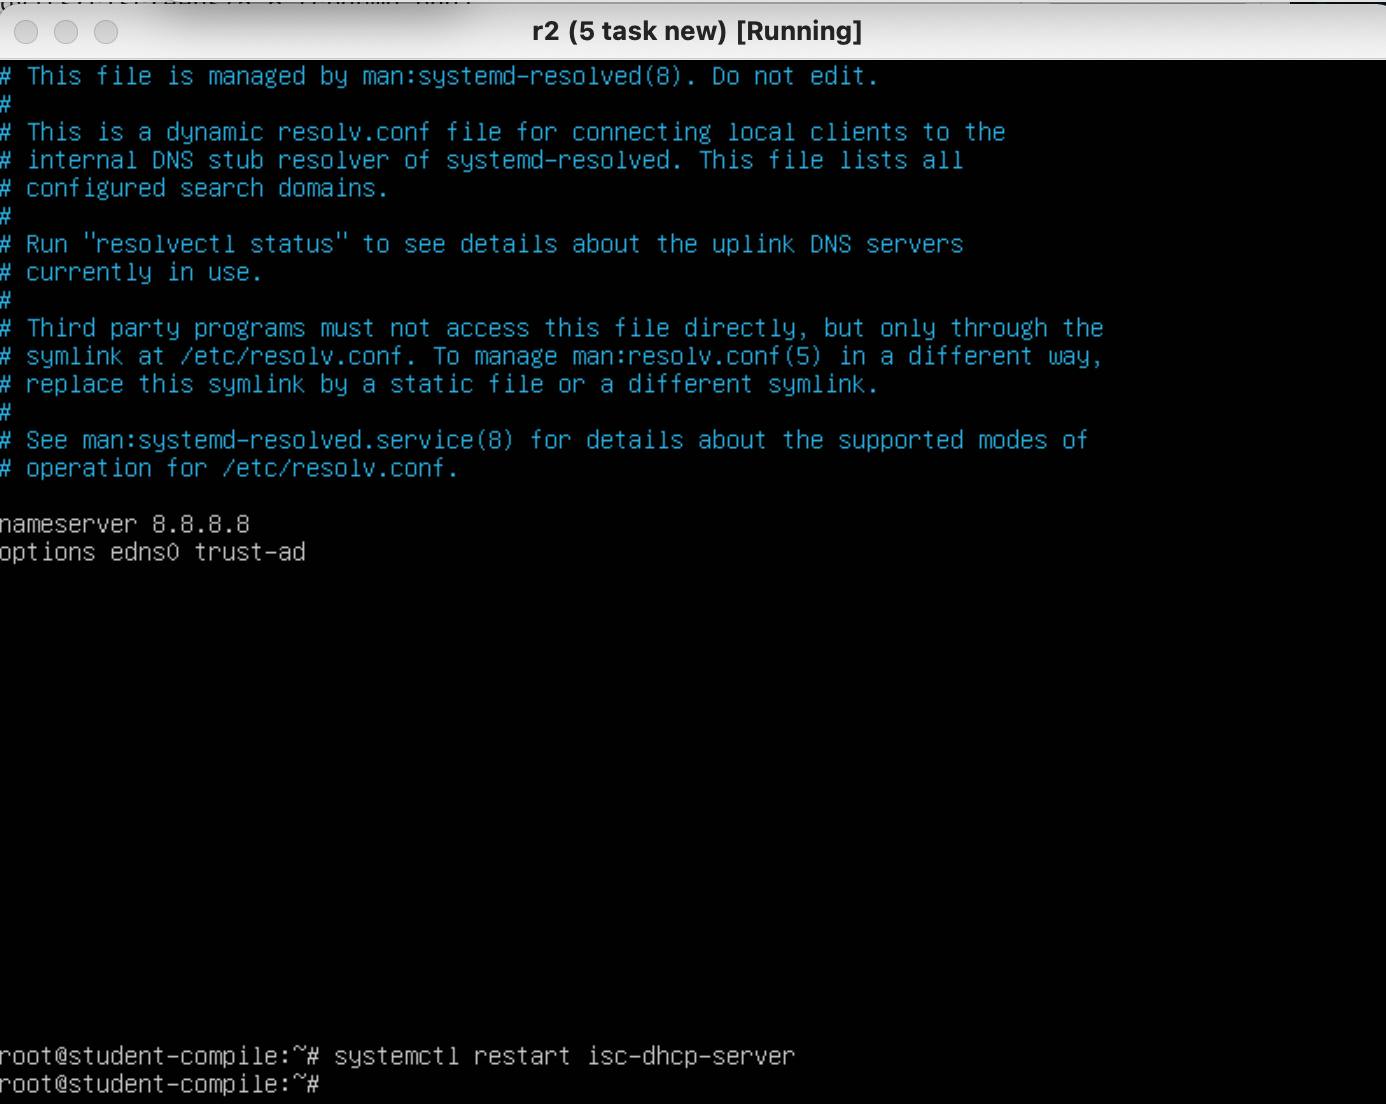 r2 (5 task new) [Running]
# This file is managed by man:systemd-resolved(8). Do not edit.
#
# This is a dynamic resolv.conf file for connecting local clients to the
# internal DNS stub resolver of systemd-resolved. This file lists all
# configured search domains.
#
# Run "resolvectl status" to see details about the uplink DNS servers
# currently in use.
#
# Third party programs must not access this file directly, but only through the
# symlink at /etc/resolv.conf. To manage man:resolv.conf(5) in a different way,
# replace this symlink by a static file or a different symlink.
#
# See man:systemd-resolved.service(8) for details about the supported modes of
# operation for /etc/resolv.conf.
nameserver 8.8.8.8
options edns0 trust-ad
root@student-compile:~# systemctl restart isc-dhcp-server
root@student-compile:~#